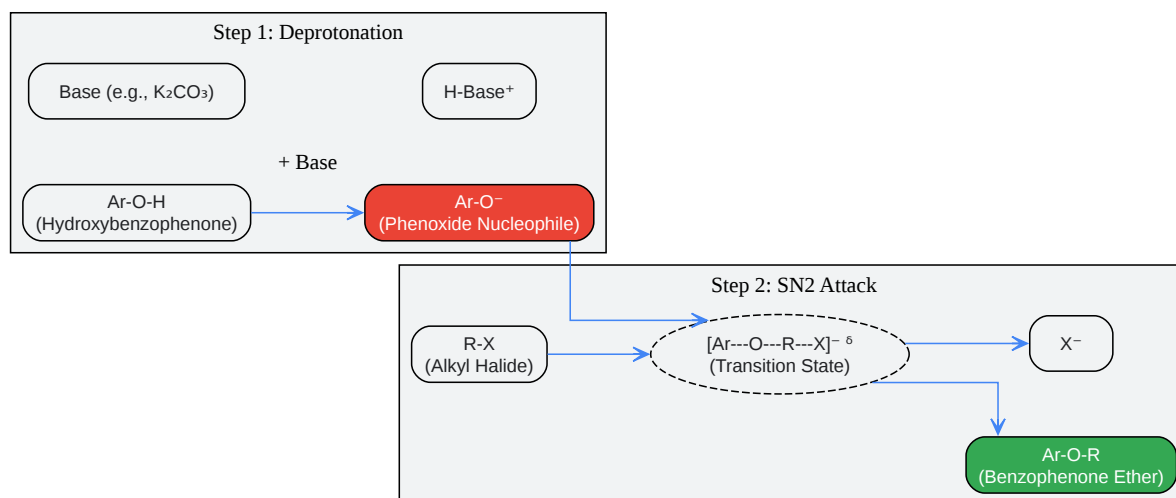 Step 1: Deprotonation
Base (e.g., K₂CO₃)
H-Base⁺
+ Base
Ar-O-H
(Hydroxybenzophenone)
Ar-O⁻
(Phenoxide Nucleophile)
Step 2: SN2 Attack
R-X
(Alkyl Halide)
[Ar---O---R---X]⁻ ᵟ
(Transition State)
X⁻
Ar-O-R
(Benzophenone Ether)